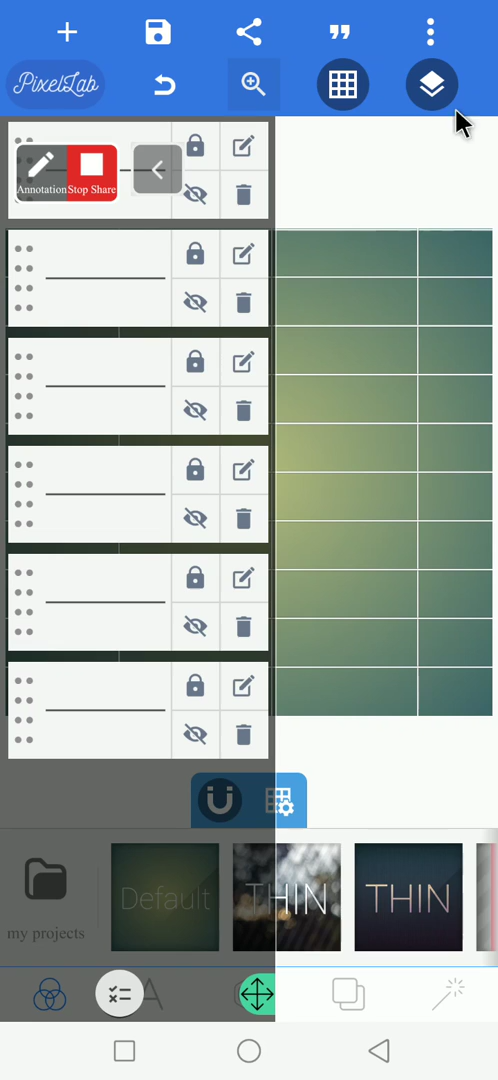 PixelLab
Annotation
Stop Share
Default
THIN
THIN
my projects
A